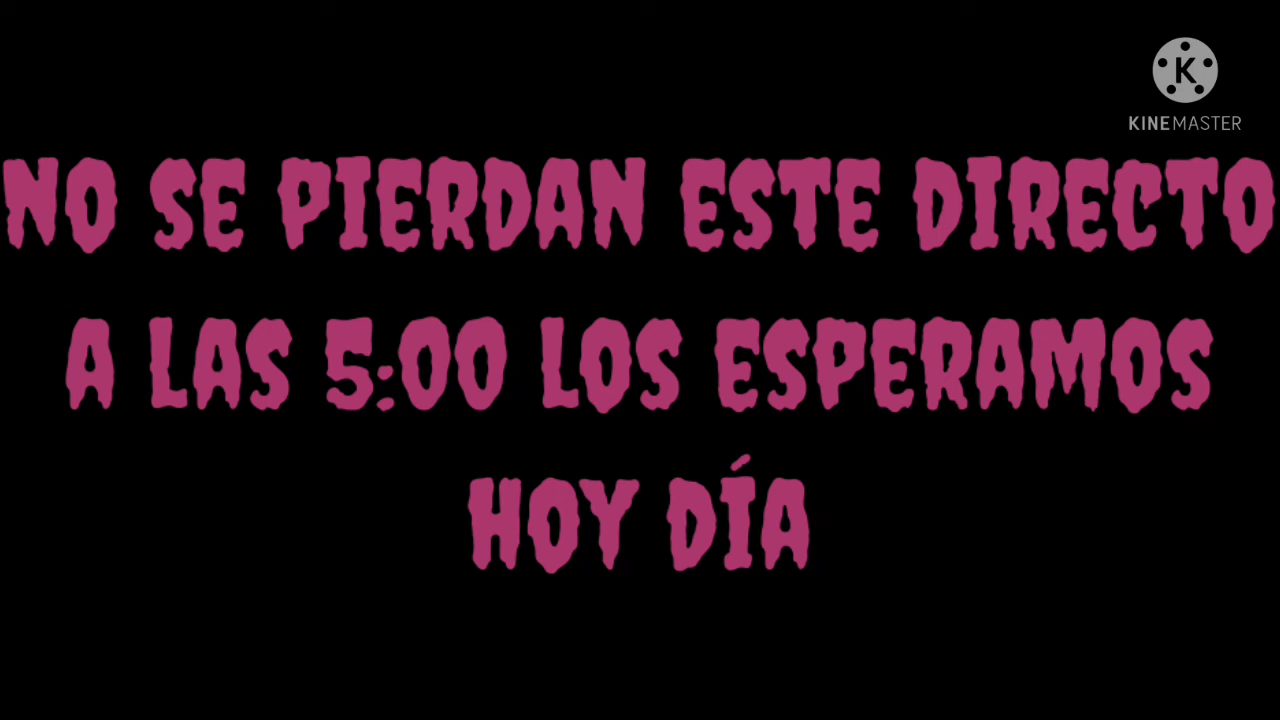 K
KINEMASTER
NO SE PIERDAN ESTE DIRECTO
A LAS 5:00 LOS ESPERAMOS
HOY DÍA